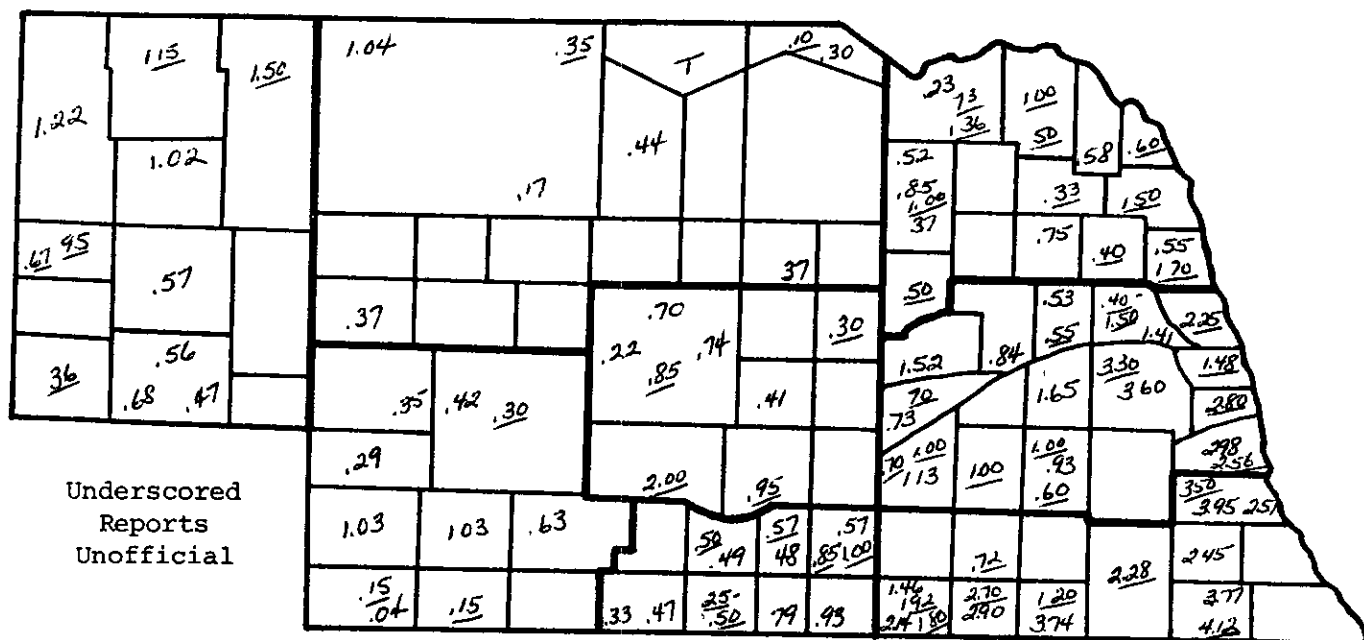 1.04 .35 T .10 .30
115 1.50 .23 .73 1.36 1.00
1.22 .50
1.02 .44 .52 .58 .60
.17 .85 1.00 37 .33 1.50
.67 95 .57 37 .75 .40 .55 1.70
.50
.37 .70 .30 .53 .40- 1.50 2.25
.56 .22 .74 .85 1.52 .84 .55 1.41 1.48
36 .68 .47 .35 .42 .30 .41 .70 .73 1.65 3.30 3.60 2.80
.29 2.00 .95 .70 1.00 1.13 1.00 1.00 .93 .60 2.98 2.56
Underscored
Reports
Unofficial
1.03 1.03 .63 .50 .49 .57 48 .57 .85 1.00 3.50 3.95 2.57
.72 2.28 2.45
.15 .04 .15 .33 .47 .25- .50 79 .93 1.46 1.92 2.14 1.80 2.70 2.90 1.20 3.74 3.77 4.12